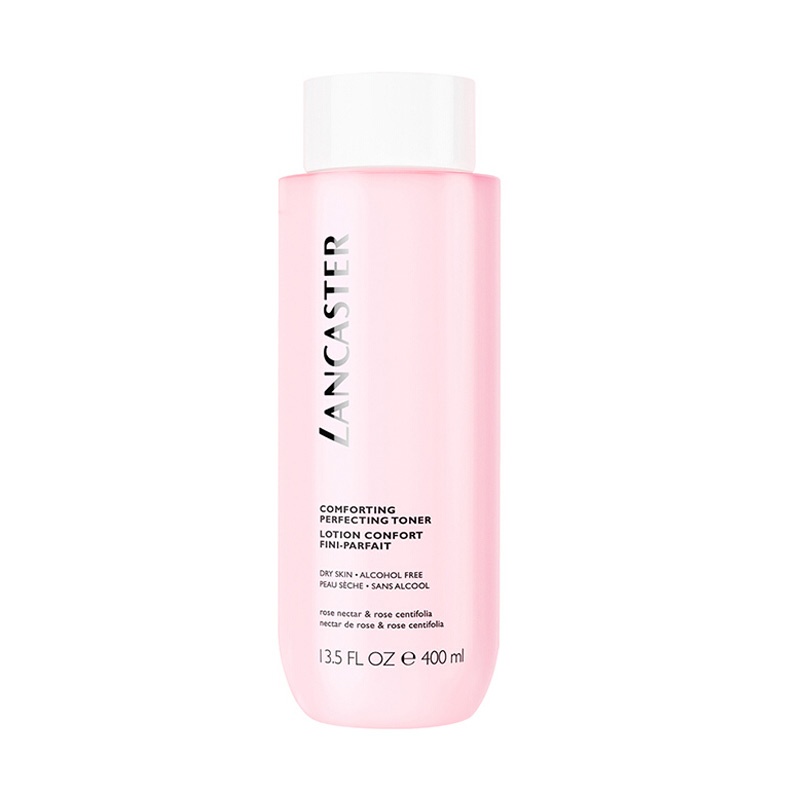 LANCASTER
COMFORTING
PERFECTING TONER
LOTION CONFORT
FINI-PARFAIT
DRY SKIN • ALCOHOL FREE
PEAU SÈCHE • SANS ALCOOL
rose nectar & rose centifolia
nectar de rose & rose centifolia
13.5 FL OZ ℮ 400 ml